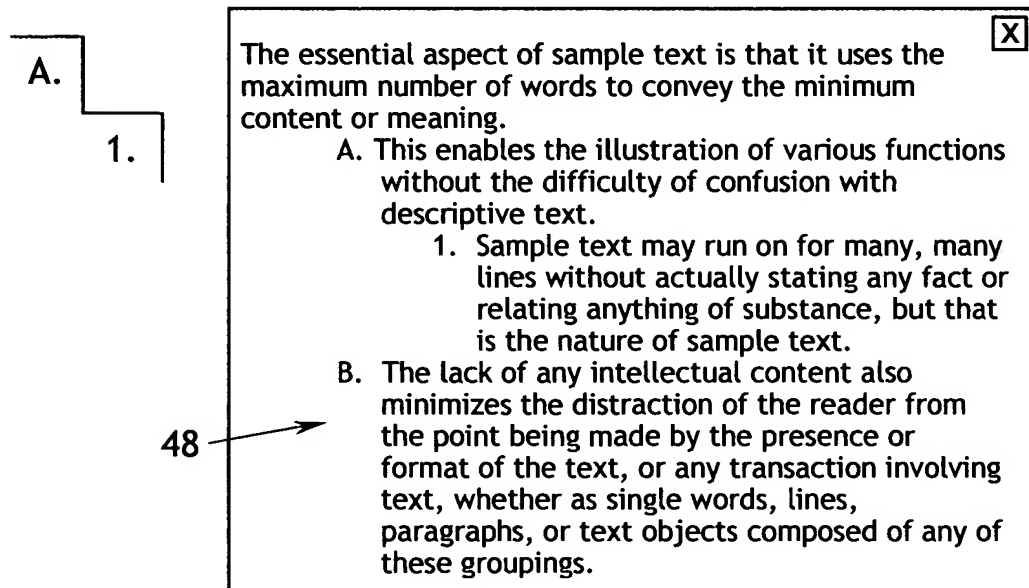 X
The essential aspect of sample text is that it uses the
A.
maximum number of words to convey the minimum
content or meaning.
1.
A. This enables the illustration of various functions
without the difficulty of confusion with
descriptive text.
1. Sample text may run on for many, many
lines without actually stating any fact or
relating anything of substance, but that
is the nature of sample text.
B. The lack of any intellectual content also
minimizes the distraction of the reader from
the point being made by the presence or
48
format of the text, or any transaction involving
text, whether as single words, lines,
paragraphs, or text objects composed of any of
these groupings.